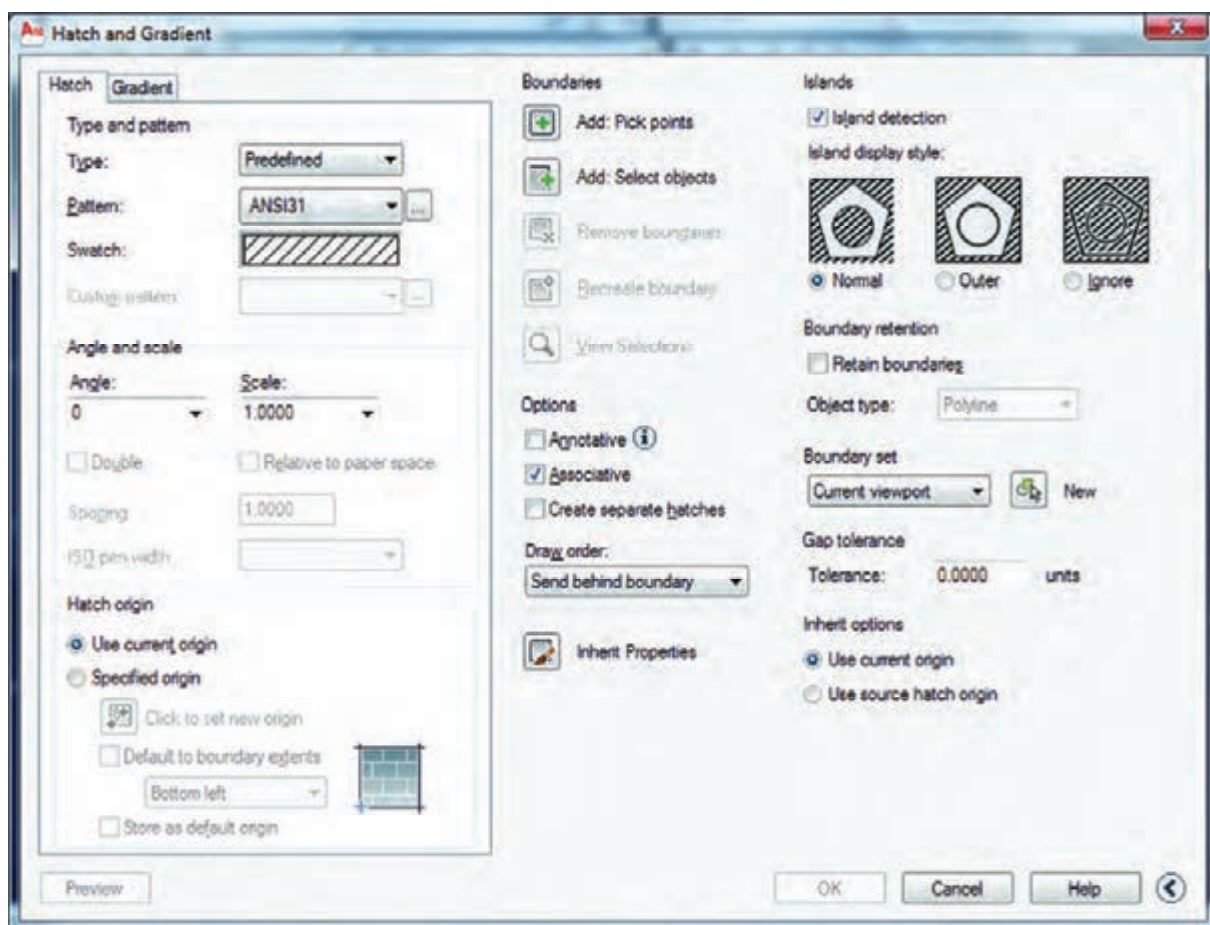 Hatch and Gradient
Hatch
Gradient
Type and pattern
Type:
Predefined
Pattern:
ANSI31
...
Swatch:
Custom pattern:
...
Angle and scale
Angle:
Scale:
0
1.0000
Double
Relative to paper space
Spacing
1.0000
ISO pen width
Hatch origin
Use current origin
Specified origin
Click to set new origin
Default to boundary extents
Bottom left
Store as default origin
Preview
Boundaries
Add: Pick points
Add: Select objects
Remove boundaries
Recreate boundary
View Selections
Options
Annotative
Associative
Create separate hatches
Draw order:
Send behind boundary
Inherit Properties
Islands
Island detection
Island display style:
Normal
Outer
Ignore
Boundary retention
Retain boundaries
Object type:
Polyline
Boundary set
Current viewport
New
Gap tolerance
Tolerance:
0.0000
units
Inherit options
Use current origin
Use source hatch origin
OK
Cancel
Help